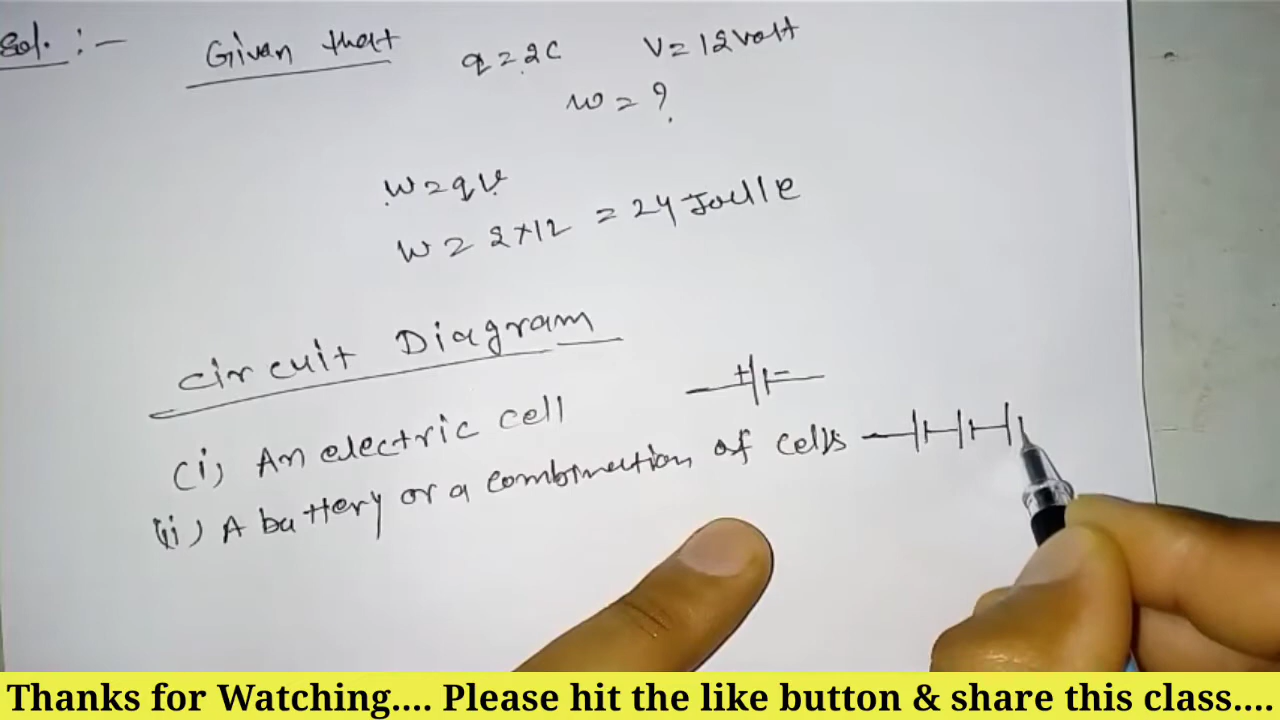 Sol. :- Given that q = 2C V = 12 volt
w = ?
w = qv
w = 2 × 12 = 24 Joule
Circuit Diagram
(i) An electric cell + -
(ii) A battery or a combination of cells
Thanks for Watching.... Please hit the like button & share this class....